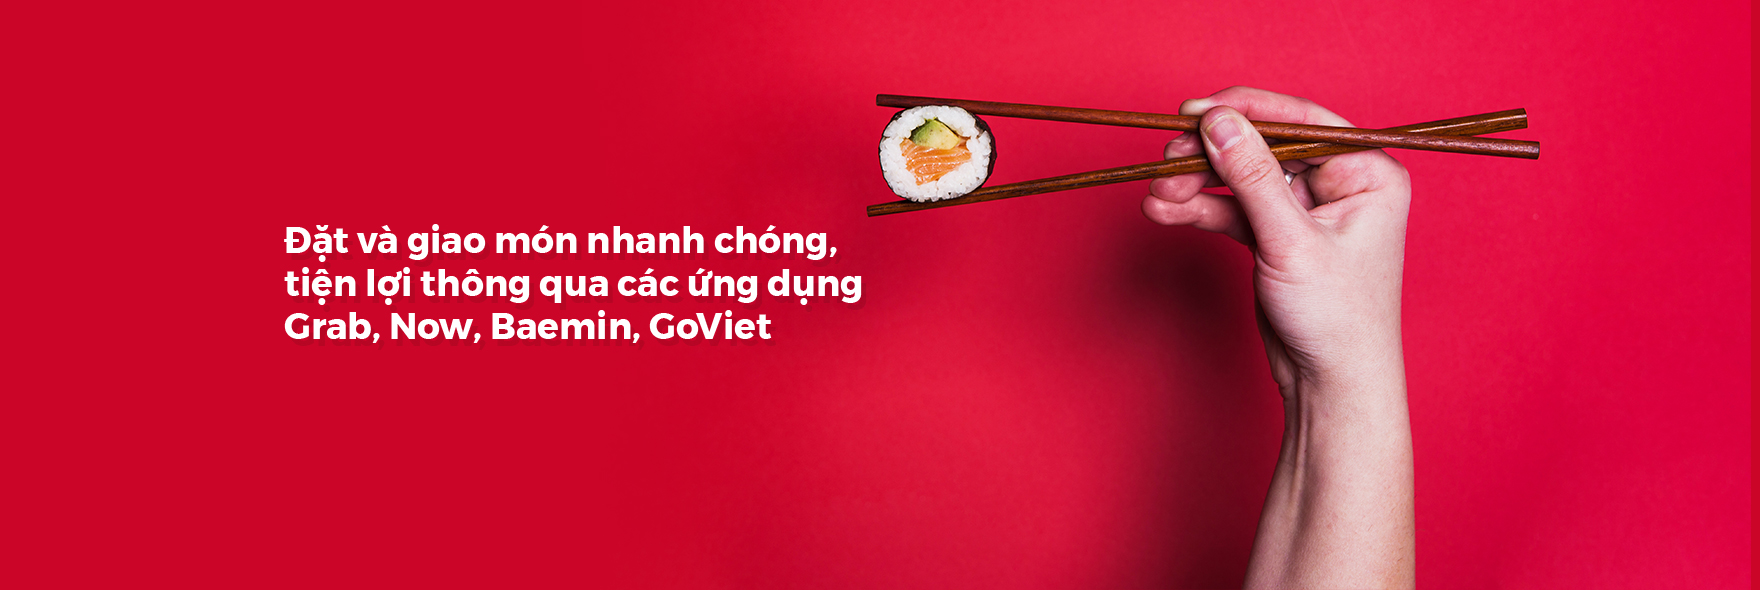 Đặt và giao món nhanh chóng,
tiện lợi thông qua các ứng dụng
Grab, Now, Baemin, GoViet